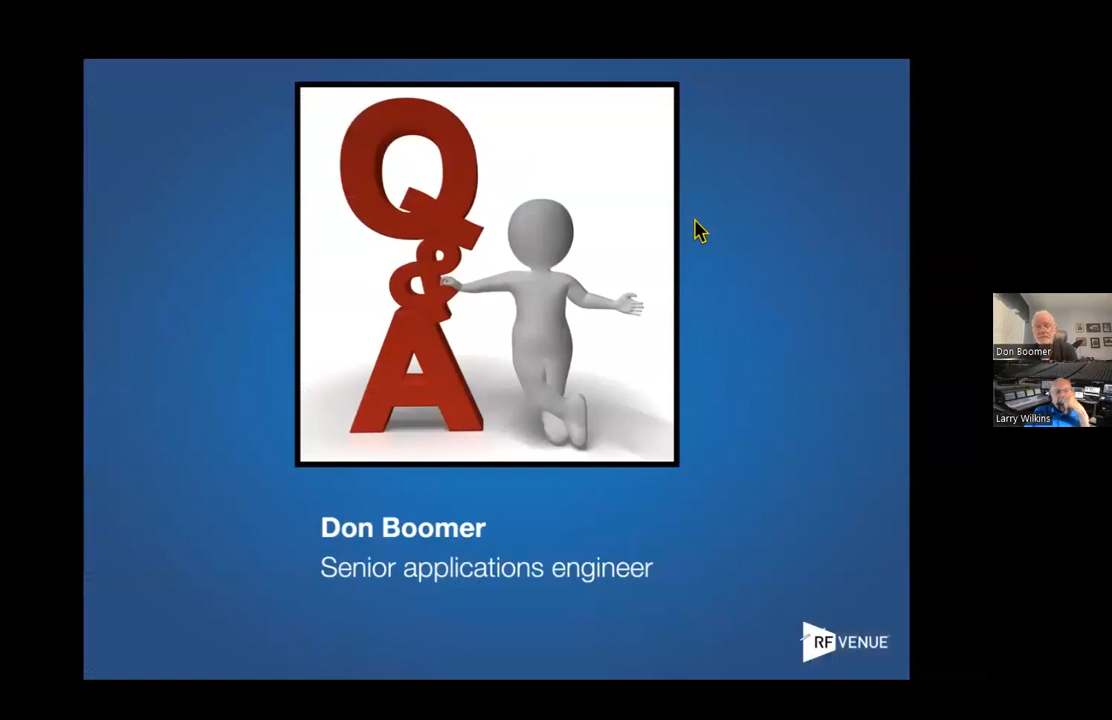 Q
&
A
Don Boomer
Senior applications engineer
RF VENUE
Don Boomer
Larry Wilkins